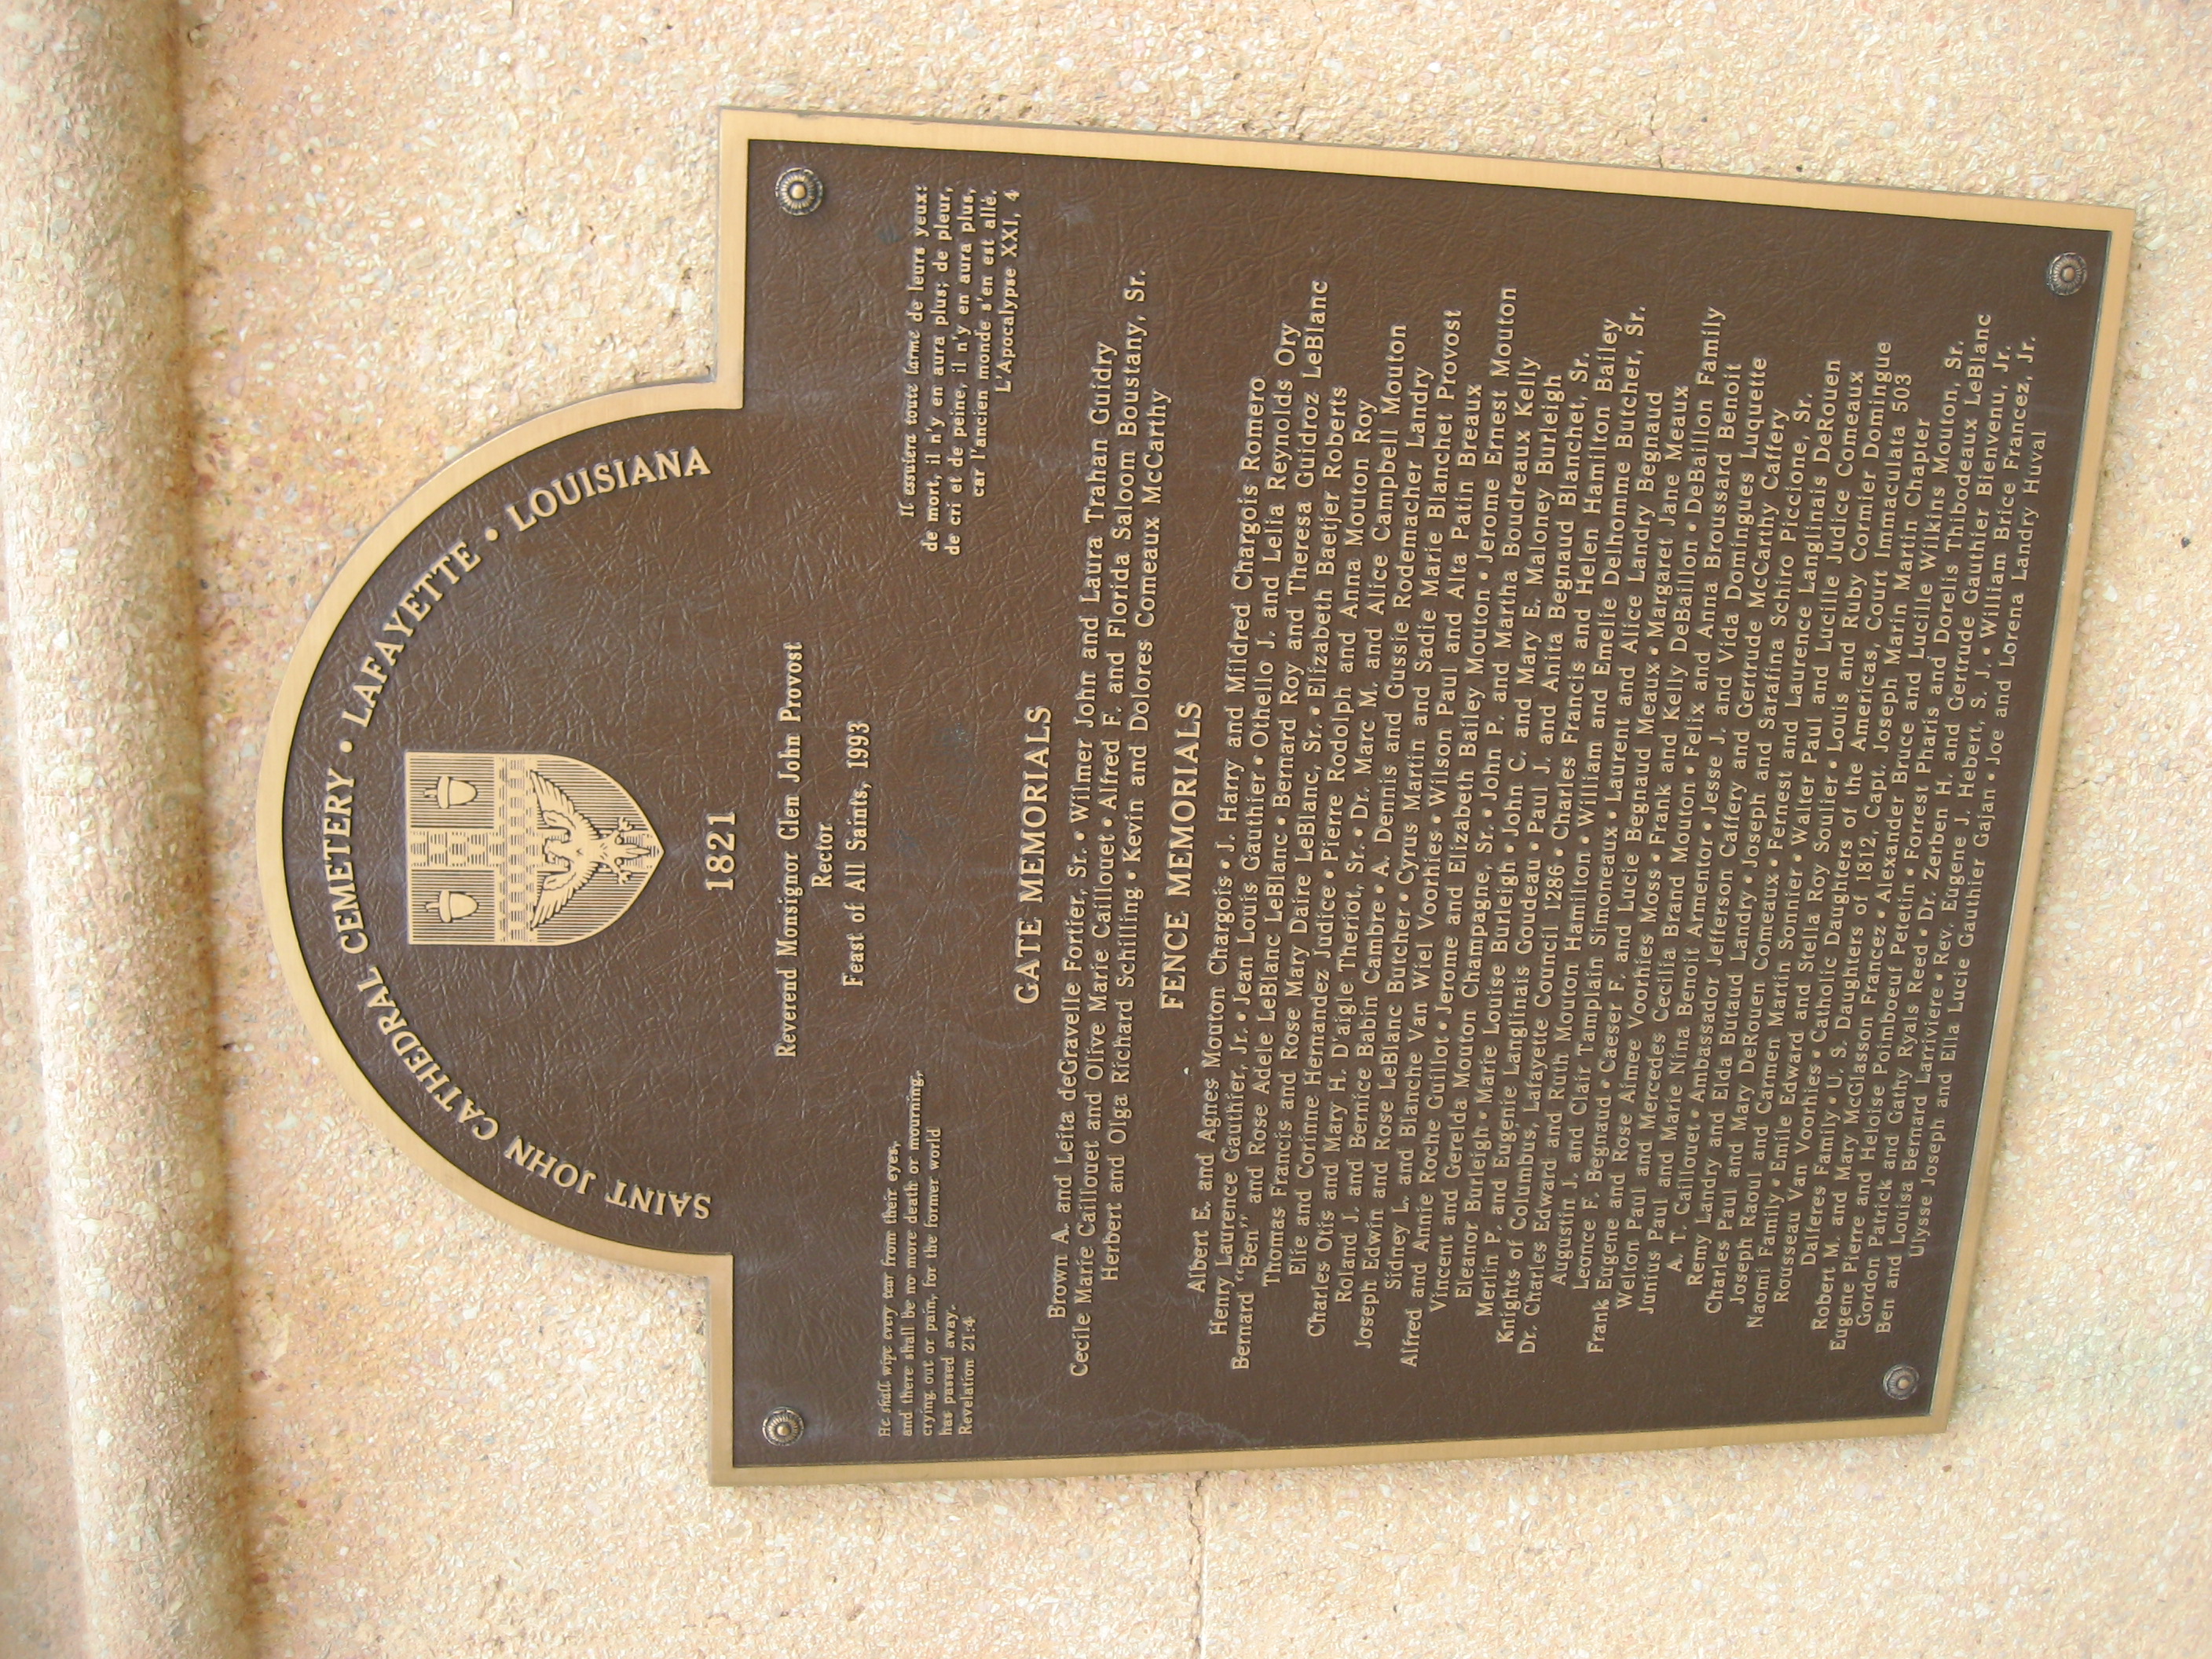 SAINT JOHN CATHEDRAL CEMETERY • LAFAYETTE • LOUISIANA
1821
Reverend Monsignor Glen John Provost
Rector
Feast of All Saints, 1993
He shall wipe every tear from their eyes,
and there shall be no more death or mourning,
crying out or pain, for the former world
has passed away.
Revelation 21:4
Il essuiera toute larme de leurs yeux:
de mort, il n'y en aura plus; de pleur,
de cri et de peine, il n'y en aura plus,
car l'ancien monde s'en est allé.
L'Apocalypse XXI, 4
GATE MEMORIALS
Brown A. and Leita deGravelle Fortier, Sr. • Wilmer John and Laura Trahan Guidry
Cecile Marie Caillouet and Olive Marie Caillouet • Alfred F. and Florida Saloom Boustany, Sr.
Herbert and Olga Richard Schilling • Kevin and Dolores Comeaux McCarthy
FENCE MEMORIALS
Albert E. and Agnes Mouton Chargois • J. Harry and Mildred Chargois Romero
Henry Laurence Gauthier, Jr. • Jean Louis Gauthier • Othello J. and Lelia Reynolds Ory
Bernard "Ben" and Rose Adele LeBlanc LeBlanc • Bernard Roy and Theresa Guidroz LeBlanc
Thomas Francis and Rose Mary Daire LeBlanc, Sr. • Elizabeth Baetjer Roberts
Elie and Corinne Hernandez Judice • Pierre Rodolph and Anna Mouton Roy
Charles Otis and Mary H. D'aigle Theriot, Sr. • Dr. Marc M. and Alice Campbell Mouton
Roland J. and Bernice Babin Cambre • A. Dennis and Gussie Rodemacher Landry
Joseph Edwin and Rose LeBlanc Butcher • Cyrus Martin and Sadie Marie Blanchet Provost
Sidney L. and Blanche Van Wiel Voorhies • Wilson Paul and Alta Patin Breaux
Alfred and Annie Roche Guillot • Jerome and Elizabeth Bailey Mouton • Jerome Ernest Mouton
Vincent and Gerelda Mouton Champagne, Sr. • John P. and Martha Boudreaux Kelly
Eleanor Burleigh • Marie Louise Burleigh • John C. and Mary E. Maloney Burleigh
Merlin P. and Eugenie Langlinais Goudeau • Paul J. and Anita Begnaud Blanchet, Sr.
Knights of Columbus, Lafayette Council 1286 • Charles Francis and Helen Hamilton Bailey
Dr. Charles Edward and Ruth Mouton Hamilton • William and Emelie Delhomme Butcher, Sr.
Augustin J. and Clair Tamplain Simoneaux • Laurent and Alice Landry Begnaud
Leonce F. Begnaud • Caeser F. and Lucie Begnaud Meaux • Margaret Jane Meaux
Frank Eugene and Rose Aimee Voorhies Moss • Frank and Kelly DeBaillon • DeBaillon Family
Welton Paul and Mercedes Cecilia Brand Mouton • Felix and Anna Broussard Benoit
Junius Paul and Marie Nina Benoit Armentor • Jesse J. and Vida Domingues Luquette
A. T. Caillouet • Ambassador Jefferson Caffery and Gertrude McCarthy Caffery
Remy Landry and Elda Butaud Landry • Joseph and Sarafina Schiro Piccione, Sr.
Charles Paul and Mary DeRouen Comeaux • Fernest and Laurence Langlinais DeRouen
Joseph Raoul and Carmen Martin Sonnier • Walter Paul and Lucille Judice Comeaux
Naomi Family • Emile Edward and Stella Roy Soulier • Louis and Ruby Cormier Domingue
Rousseau Van Voorhies • Catholic Daughters of the Americas, Court Immaculata 503
Dalferes Family • U. S. Daughters of 1812, Capt. Joseph Marin Martin Chapter
Robert M. and Mary McGlasson Francez • Alexander Bruce and Lucille Wilkins Mouton, Sr.
Eugene Pierre and Heloise Poimboeuf Petetin • Forrest Pharis and Dorelis Thibodeaux LeBlanc
Gordon Patrick and Gathy Ryals Reed • Dr. Zerben H. and Gertrude Gauthier Bienvenu, Jr.
Ben and Louisa Bernard Larriviere • Rev. Eugene J. Hebert, S. J. • William Brice Francez, Jr.
Ulysse Joseph and Ella Lucie Gauthier Gajan • Joe and Lorena Landry Huval